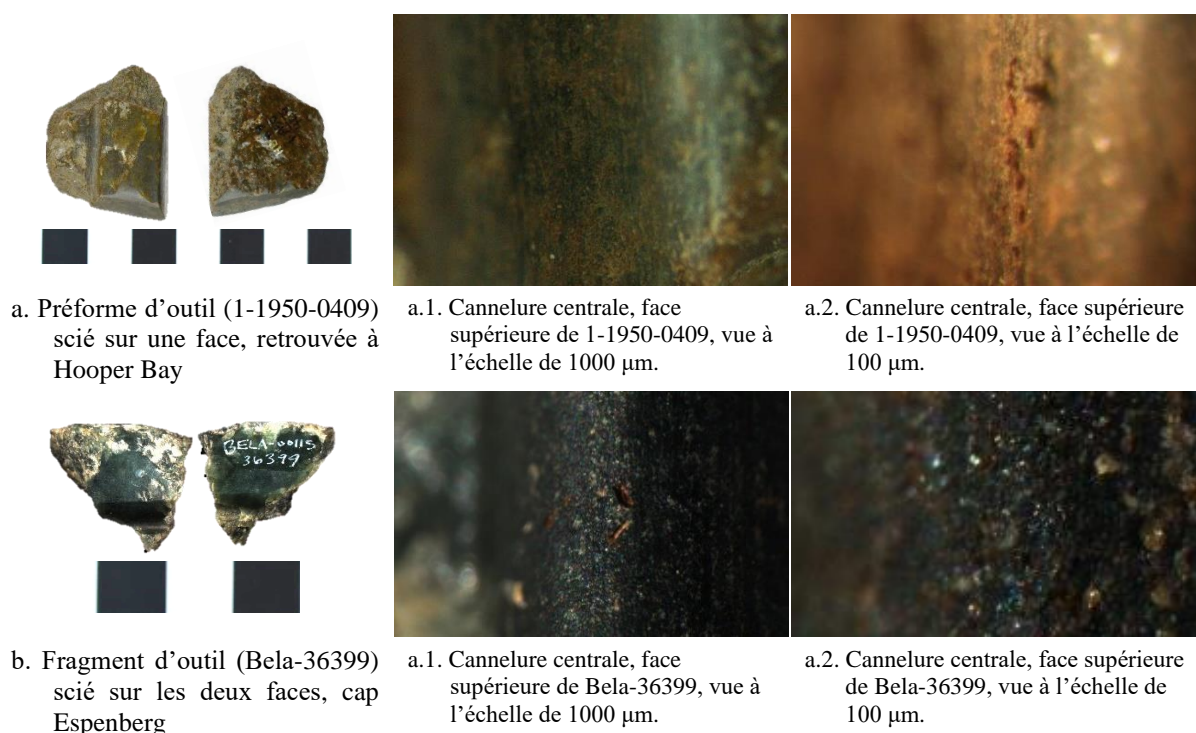 a. Préforme d’outil (1-1950-0409)
scié sur une face, retrouvée à
Hooper Bay
a.1. Cannelure centrale, face
supérieure de 1-1950-0409, vue à
l’échelle de 1000 μm.
a.2. Cannelure centrale, face supérieure
de 1-1950-0409, vue à l’échelle de
100 μm.
BELA-00115
36399
b. Fragment d’outil (Bela-36399)
scié sur les deux faces, cap
Espenberg
a.1. Cannelure centrale, face
supérieure de Bela-36399, vue à
l’échelle de 1000 μm.
a.2. Cannelure centrale, face supérieure
de Bela-36399, vue à l’échelle de
100 μm.